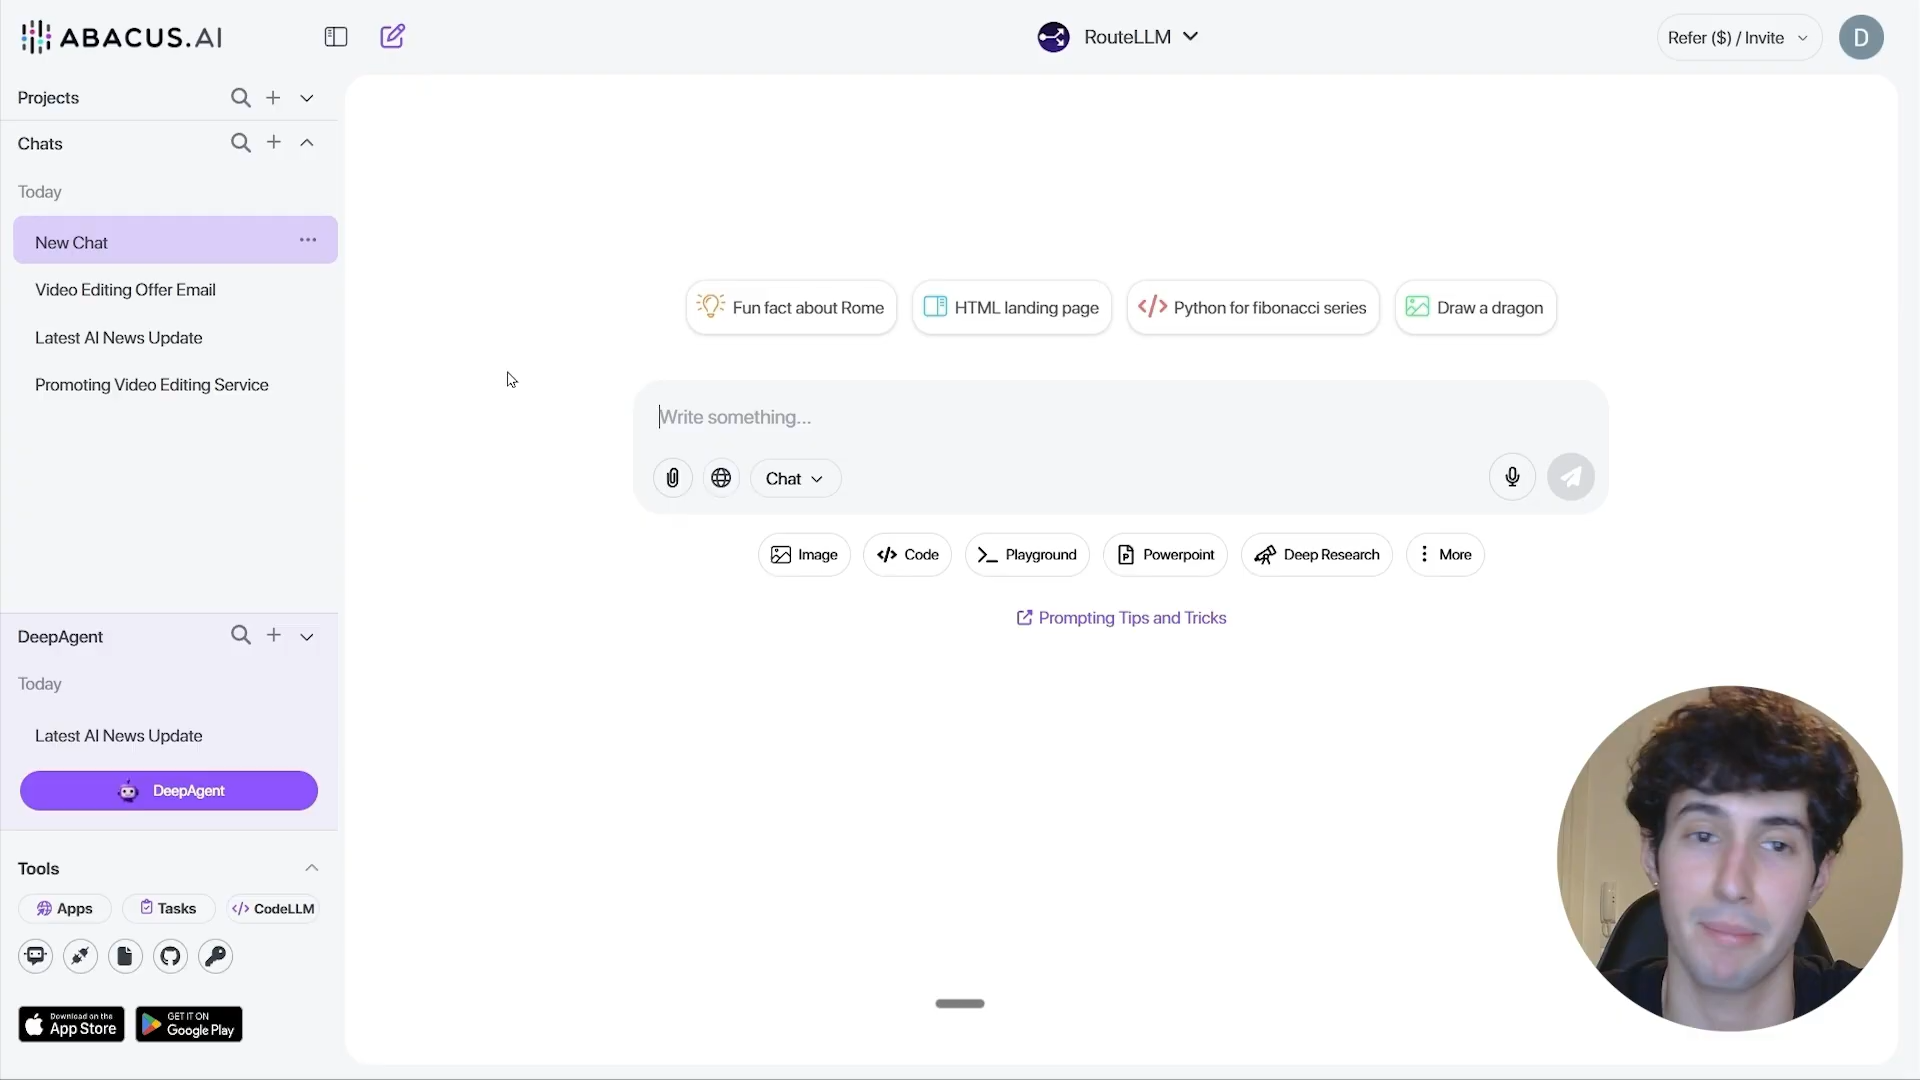 ABACUS.AI
RouteLLM
Refer ($) / Invite
D
Projects
Chats
Today
New Chat
Video Editing Offer Email
Latest AI News Update
Promoting Video Editing Service
Fun fact about Rome
HTML landing page
Python for fibonacci series
Draw a dragon
Write something...
Chat
Image
Code
Playground
Powerpoint
Deep Research
More
Prompting Tips and Tricks
DeepAgent
Today
Latest AI News Update
DeepAgent
Tools
Apps
Tasks
CodeLLM
Download on the
App Store
GET IT ON
Google Play